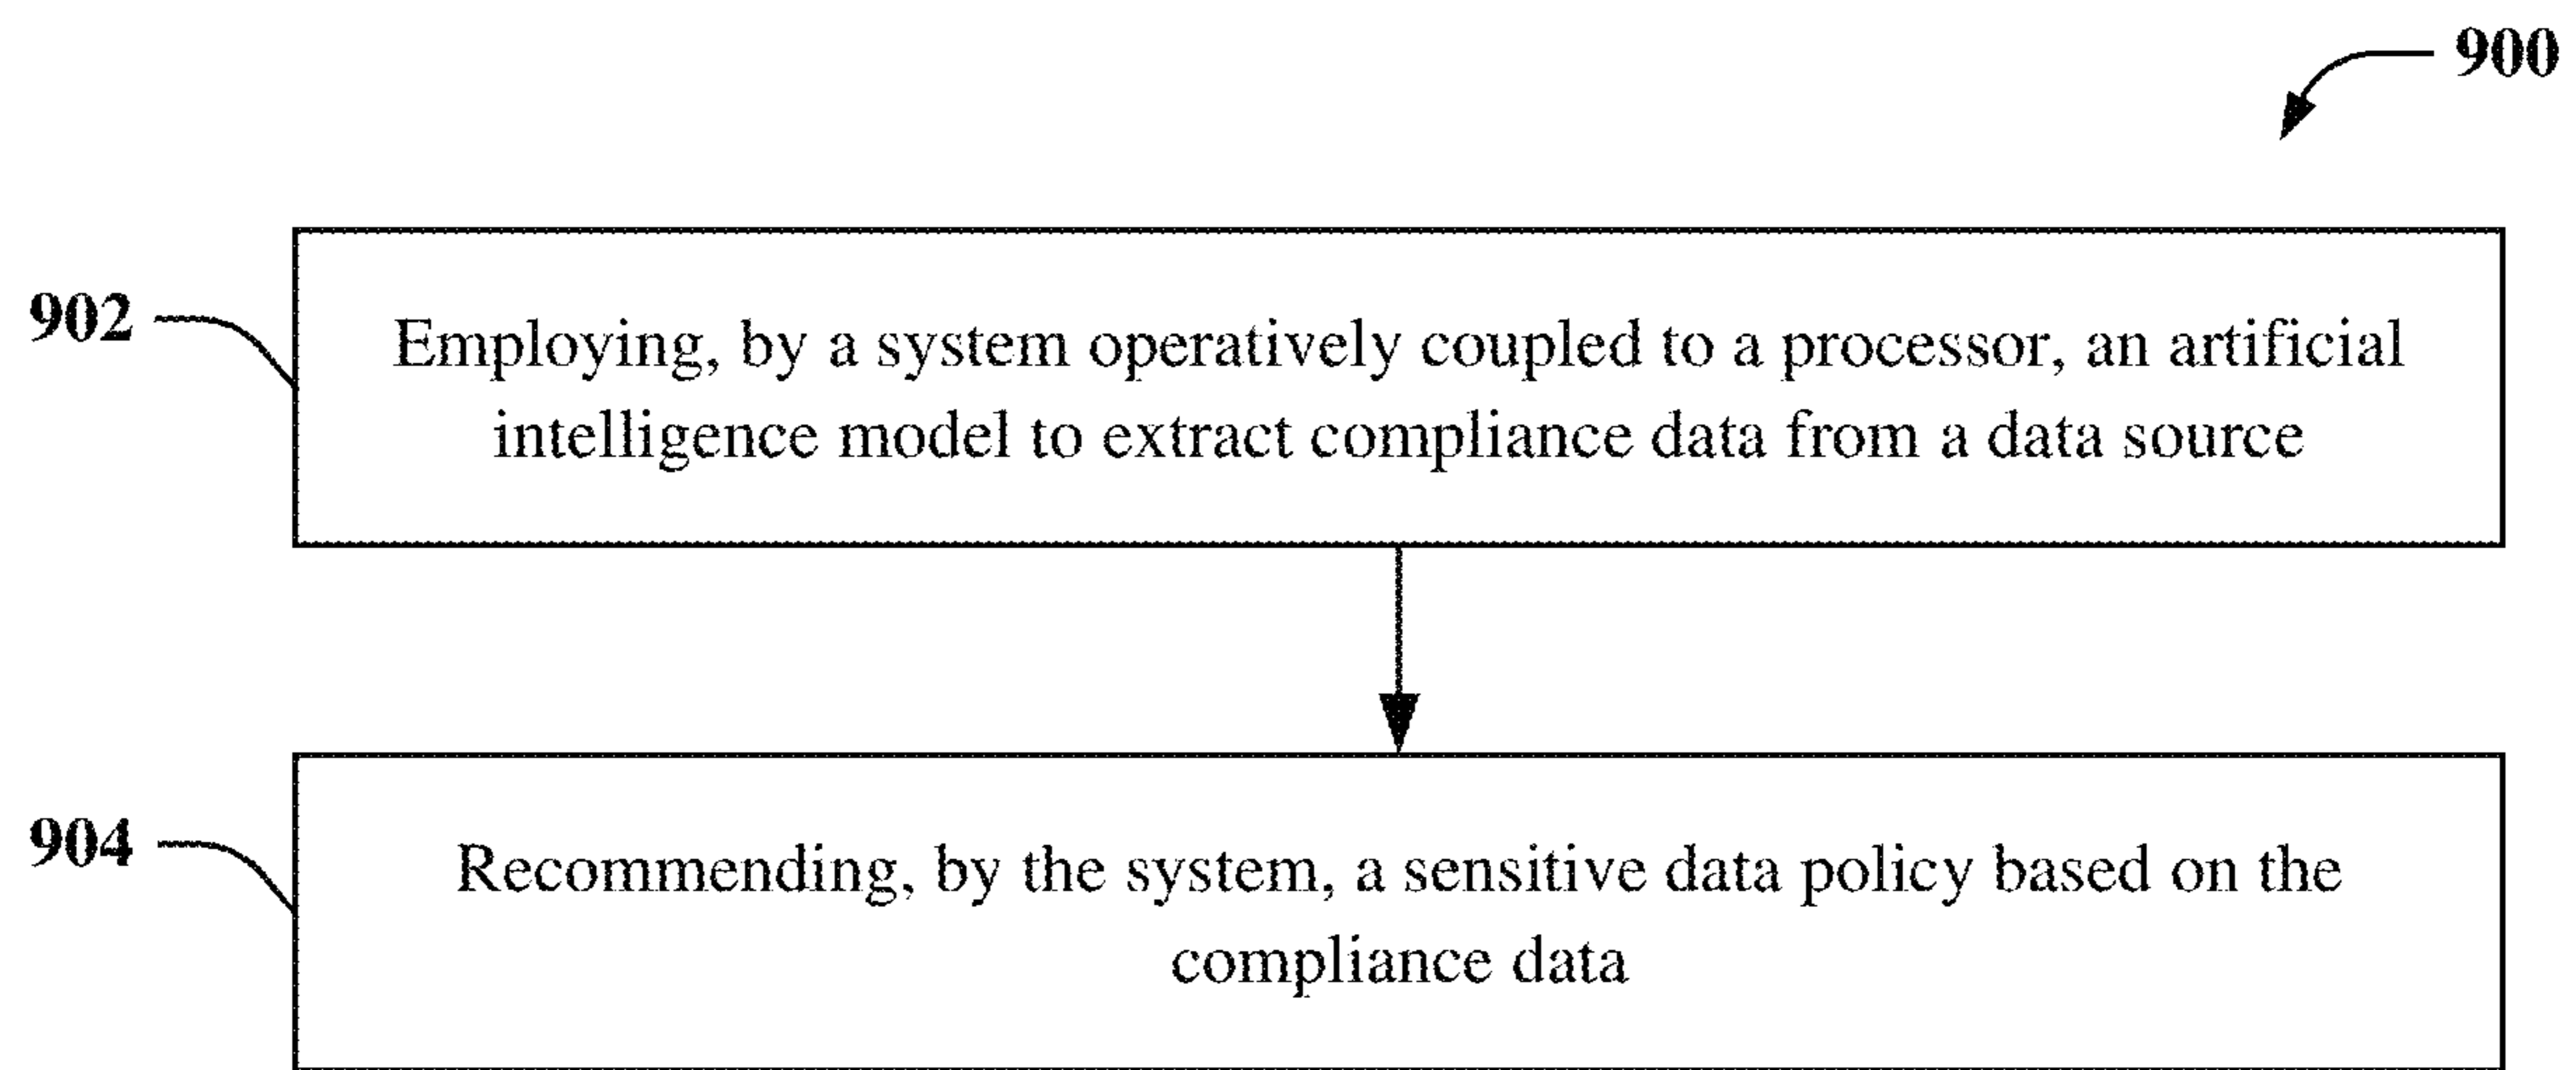 900
902
Employing, by a system operatively coupled to a processor, an artificial
intelligence model to extract compliance data from a data source
904
Recommending, by the system, a sensitive data policy based on the
compliance data